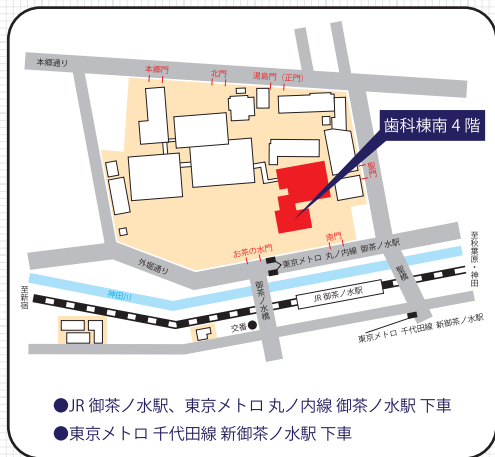 本郷通り
本郷門
北門
湯島門（正門）
歯科棟南 4 階
聖門
南門
お茶の水門
東京メトロ 丸ノ内線 御茶ノ水駅
外堀通り
至秋葉原・神田
至新宿
神田川
御茶ノ水橋
JR 御茶ノ水駅
聖橋
交番
東京メトロ 千代田線 新御茶ノ水駅
●JR 御茶ノ水駅、東京メトロ 丸ノ内線 御茶ノ水駅 下車
●東京メトロ 千代田線 新御茶ノ水駅 下車